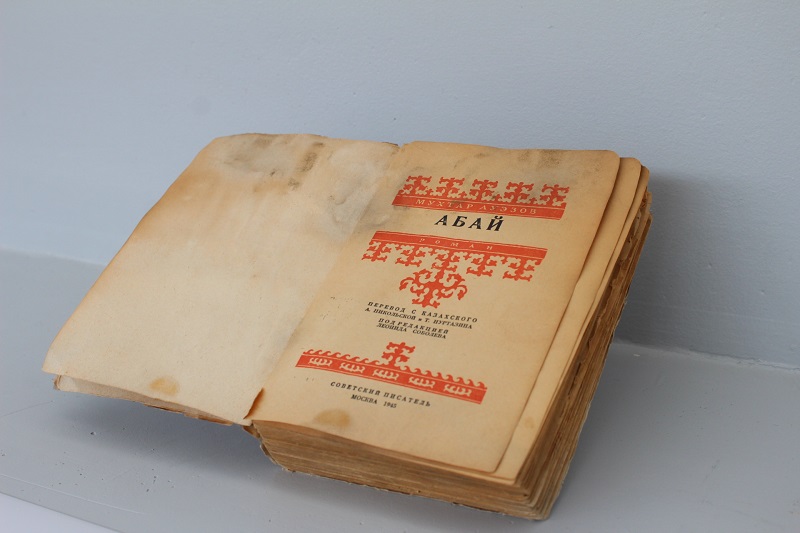 МУХТАР АУЭЗОВ
АБАЙ
РОМАН
ПЕРЕВОД С КАЗАХСКОГО
А. НИКОЛЬСКОЙ и Т. НУРТАЗИНА
ПОД РЕДАКЦИЕЙ
ЛЕОНИДА СОБОЛЕВА
СОВЕТСКИЙ ПИСАТЕЛЬ
МОСКВА 1945